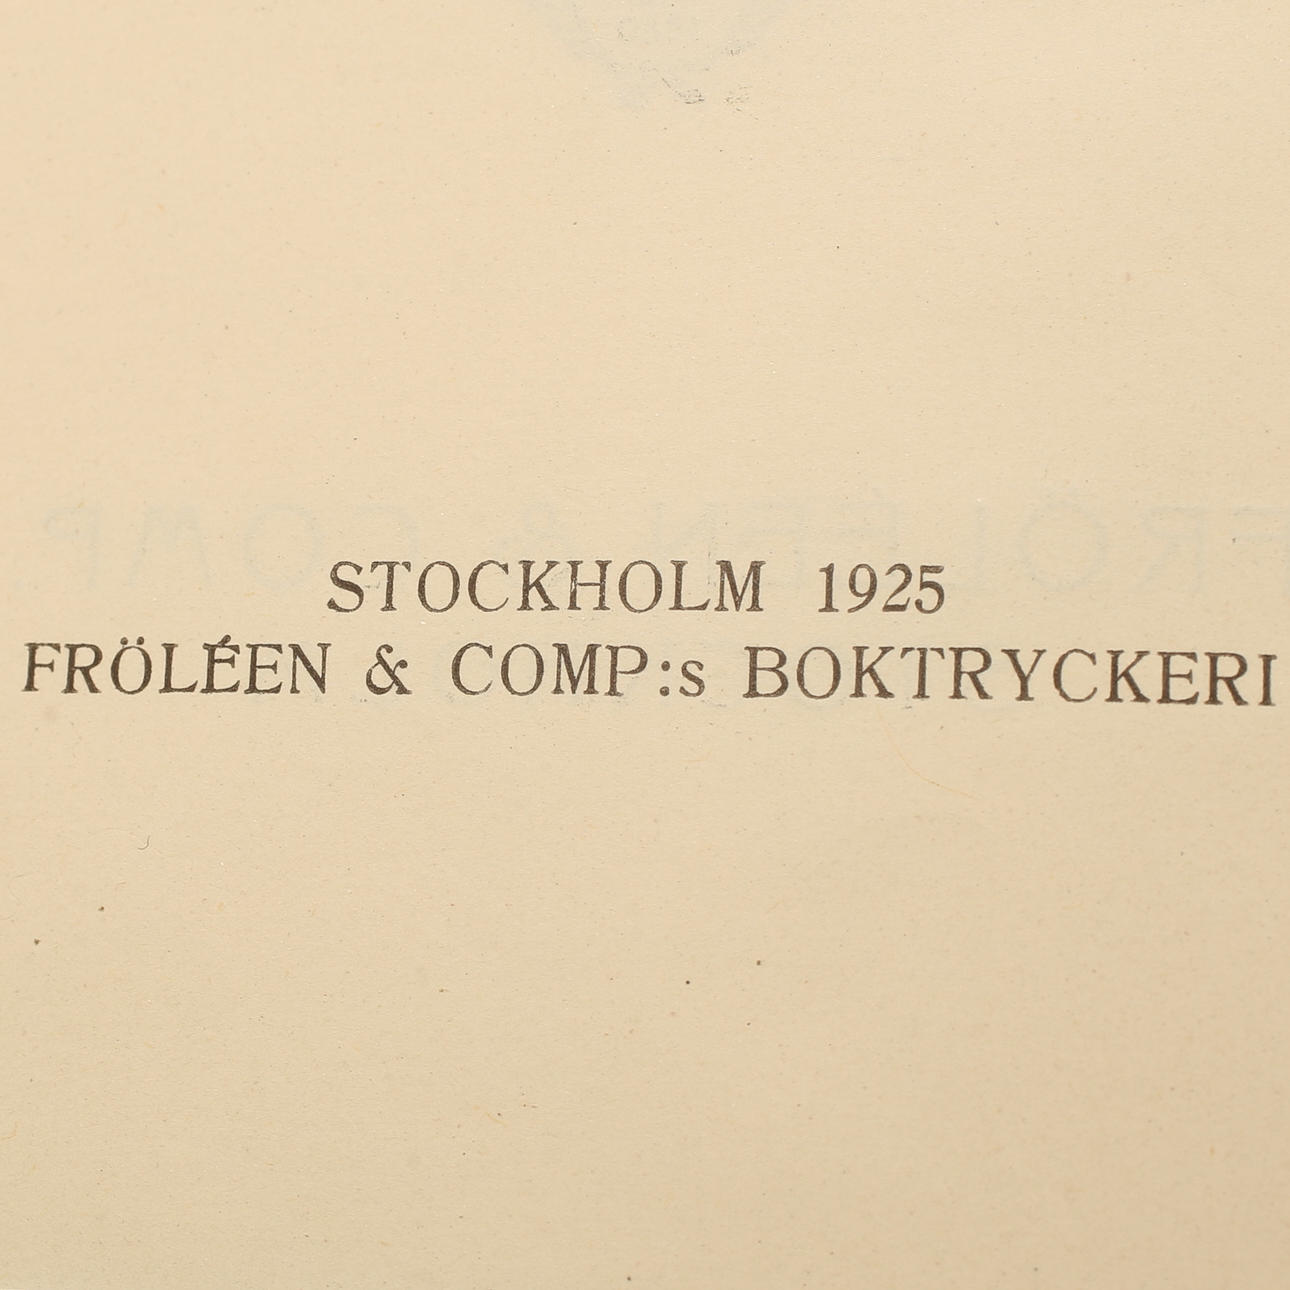 STOCKHOLM 1925
FRÖLÉEN & COMP:s BOKTRYCKERI